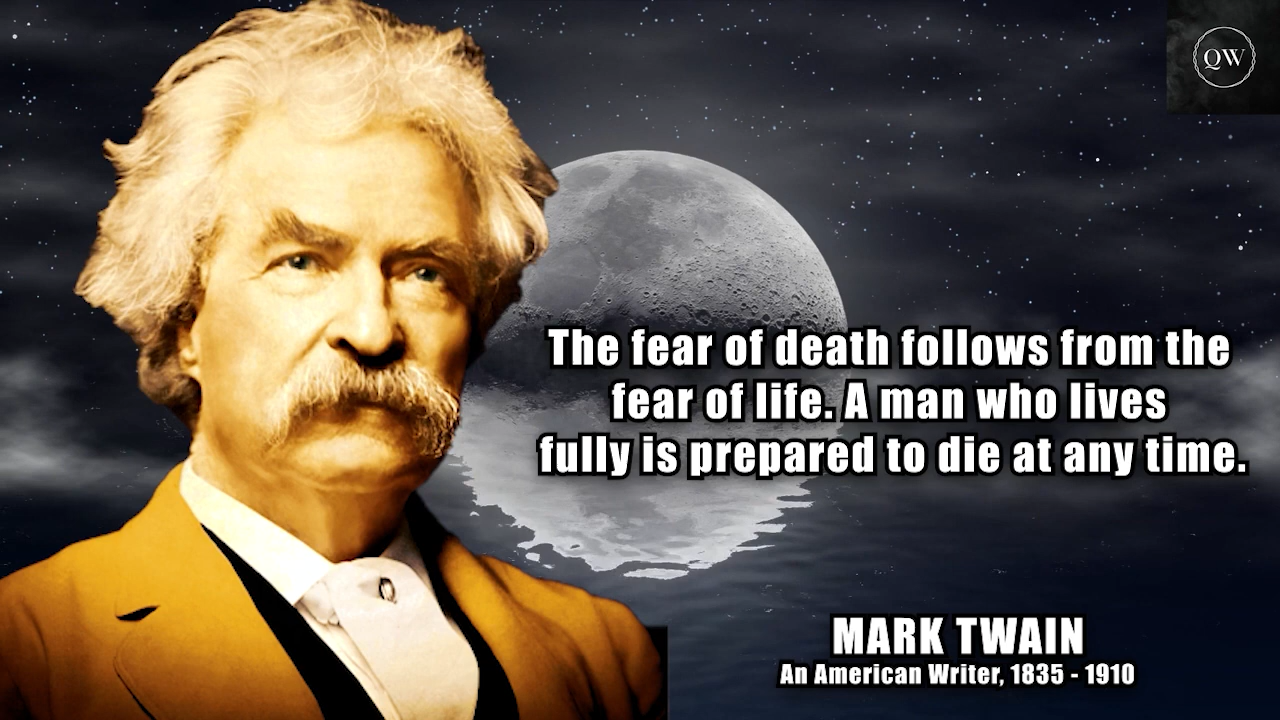 QW
The fear of death follows from the
fear of life. A man who lives
fully is prepared to die at any time.
MARK TWAIN
An American Writer, 1835 - 1910